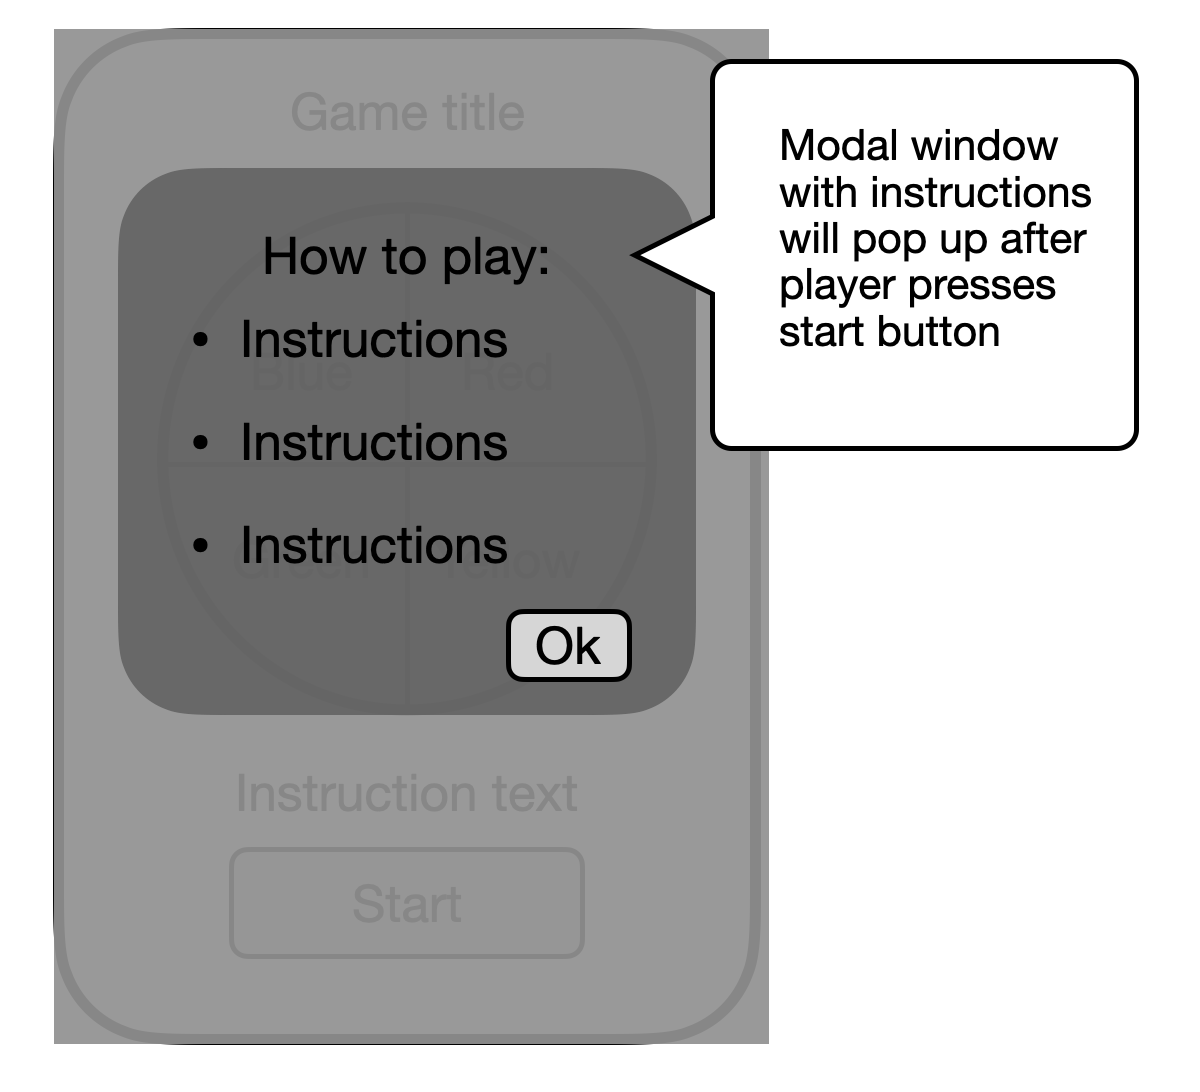 Game title
How to play:
• Instructions
Blue Red
• Instructions
• Instructions
Green Yellow
Ok
Instruction text
Start
Modal window
with instructions
will pop up after
player presses
start button